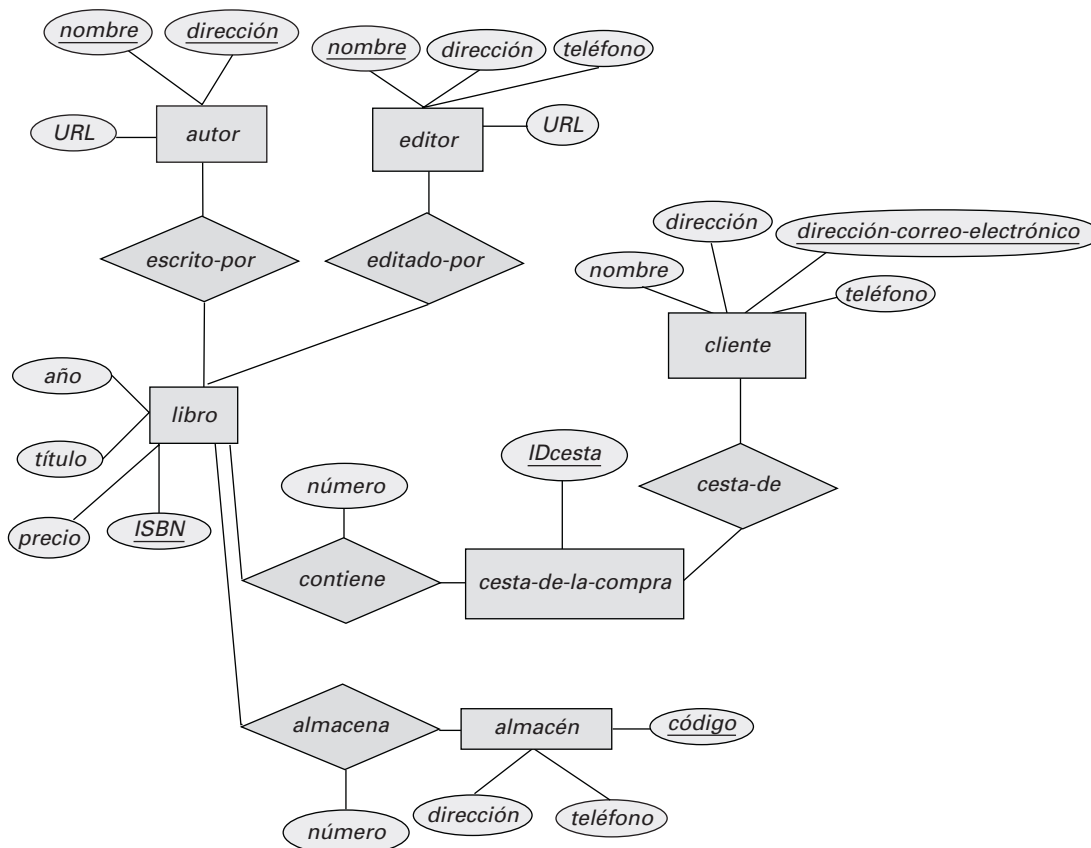 nombre
dirección
nombre
dirección
teléfono
URL
autor
editor
URL
escrito-por
editado-por
dirección
dirección-correo-electrónico
nombre
teléfono
cliente
año
libro
título
precio
ISBN
número
IDcesta
cesta-de
contiene
cesta-de-la-compra
almacena
almacén
código
número
dirección
teléfono